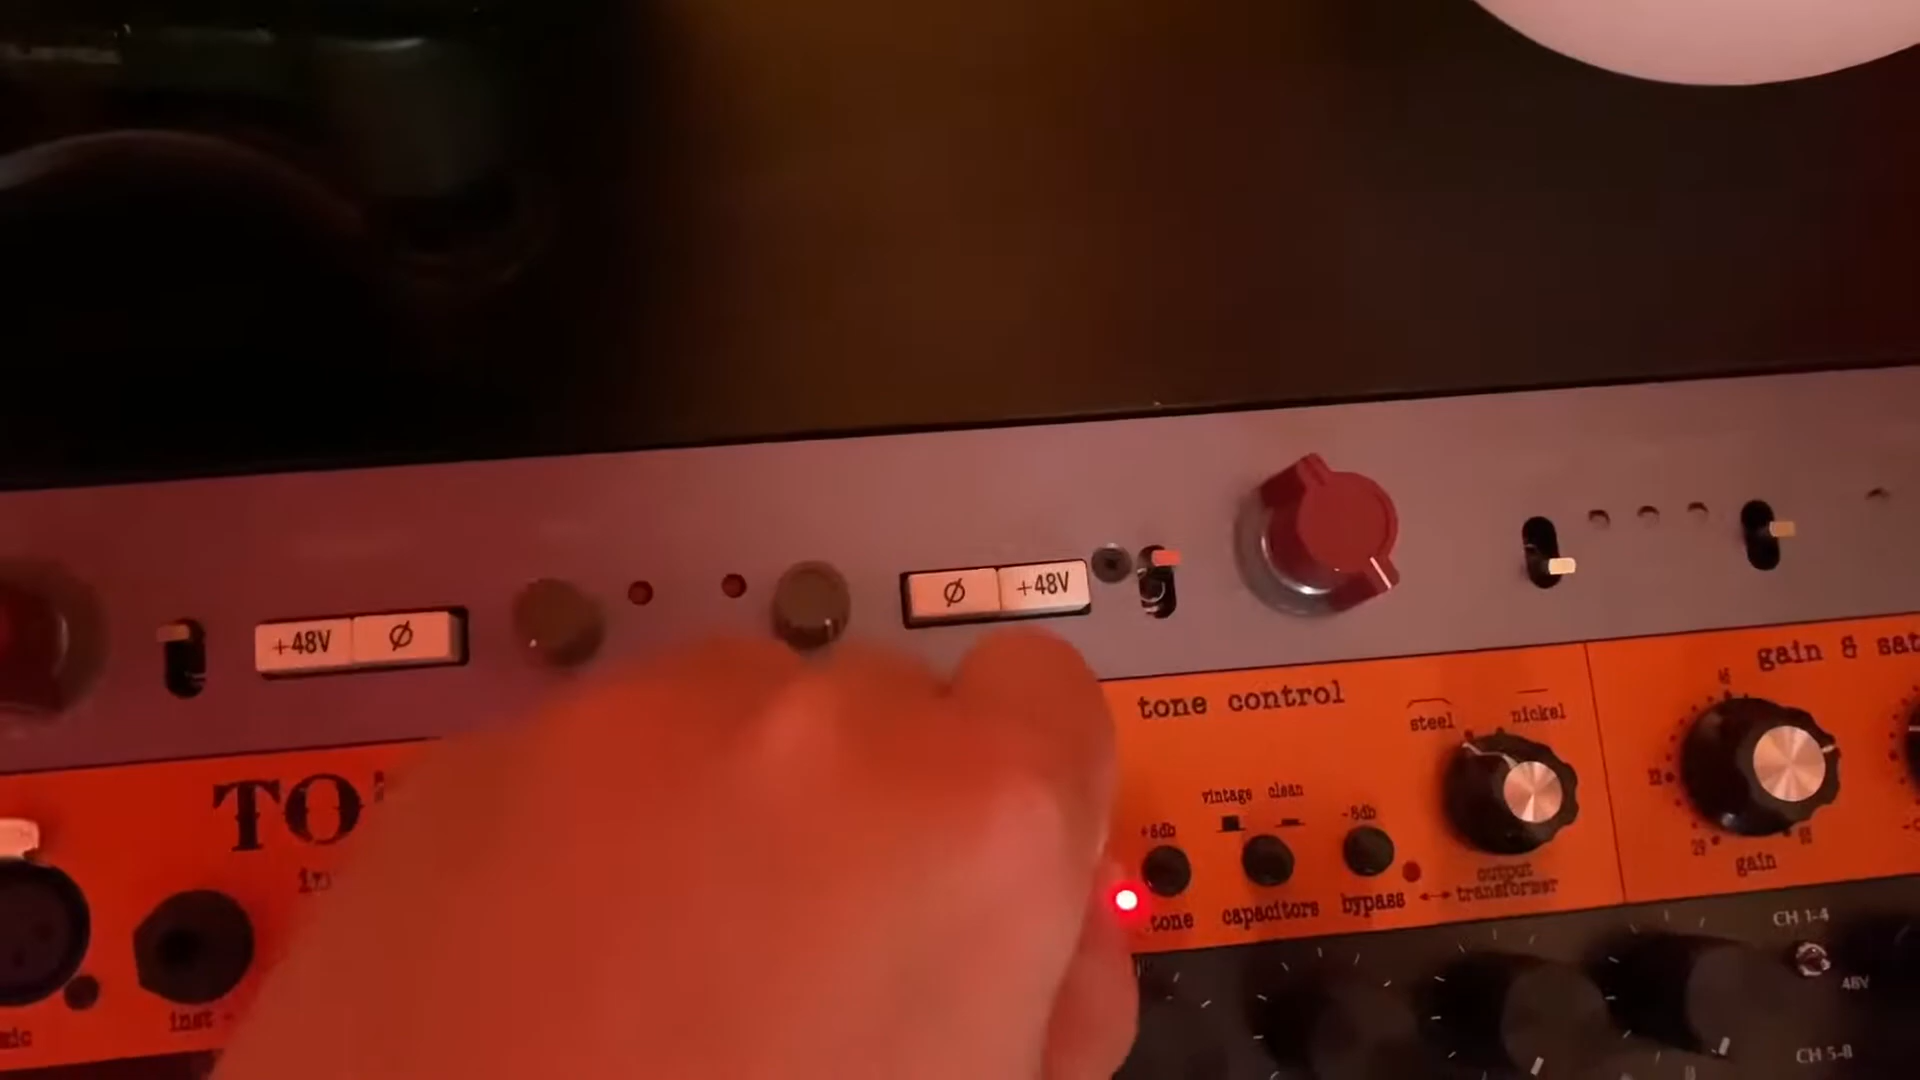 +48V Ø
Ø +48V
TO
tone control
gain & sat
steel
nickel
vintage clean
+6db
-8db
tone
capacitors
bypass
output
transformer
gain
inst
CH 1-4
48V
CH 5-8